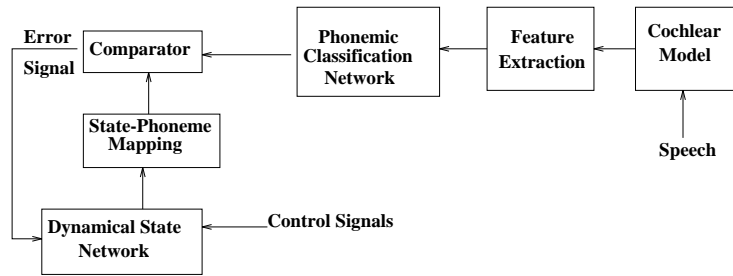 Error
Signal
Comparator
Phonemic
Classification
Network
Feature
Extraction
Cochlear
Model
State-Phoneme
Mapping
Speech
Dynamical State
Network
Control Signals